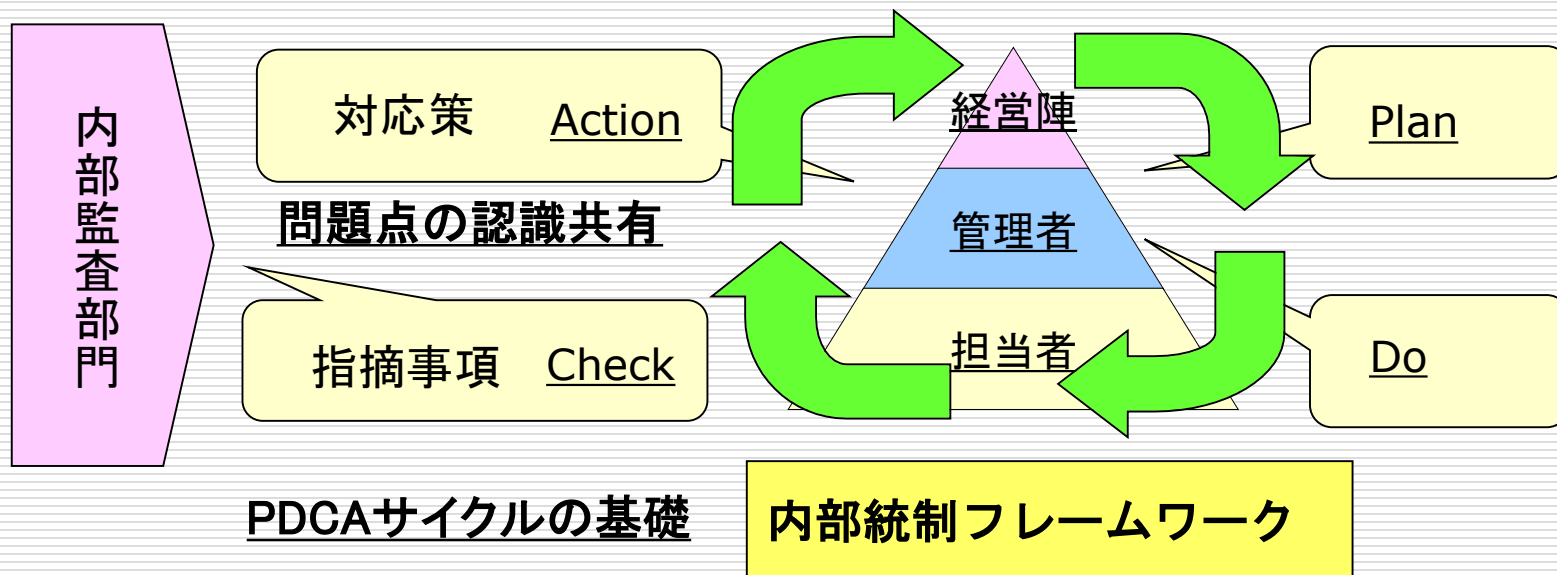 内部監査部門
対応策 Action
経営陣
Plan
問題点の認識共有
管理者
指摘事項 Check
担当者
Do
PDCAサイクルの基礎
内部統制フレームワーク